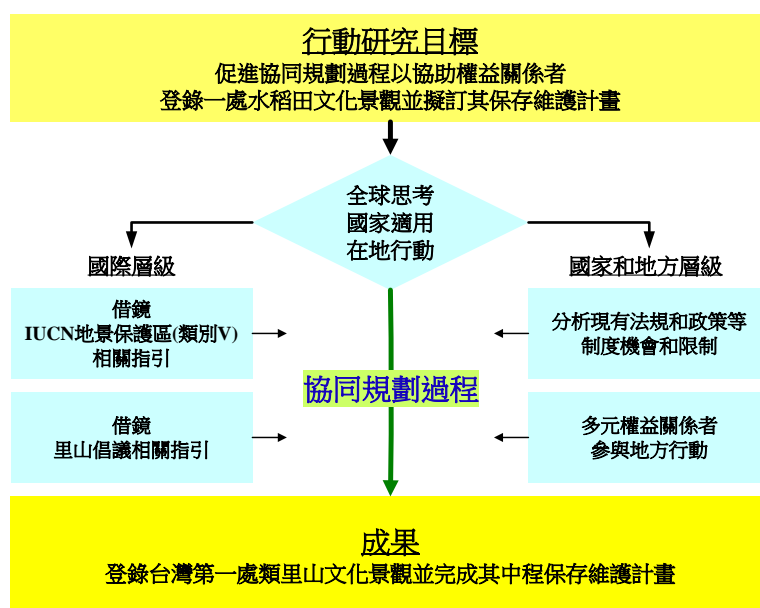 行動研究目標
促進協同規劃過程以協助權益關係者
登錄一處水稻田文化景觀並擬訂其保存維護計畫
全球思考
國家適用
在地行動
國際層級
國家和地方層級
借鏡
IUCN地景保護區(類別V)
相關指引
分析現有法規和政策等
制度機會和限制
協同規劃過程
借鏡
里山倡議相關指引
多元權益關係者
參與地方行動
成果
登錄台灣第一處類里山文化景觀並完成其中程保存維護計畫